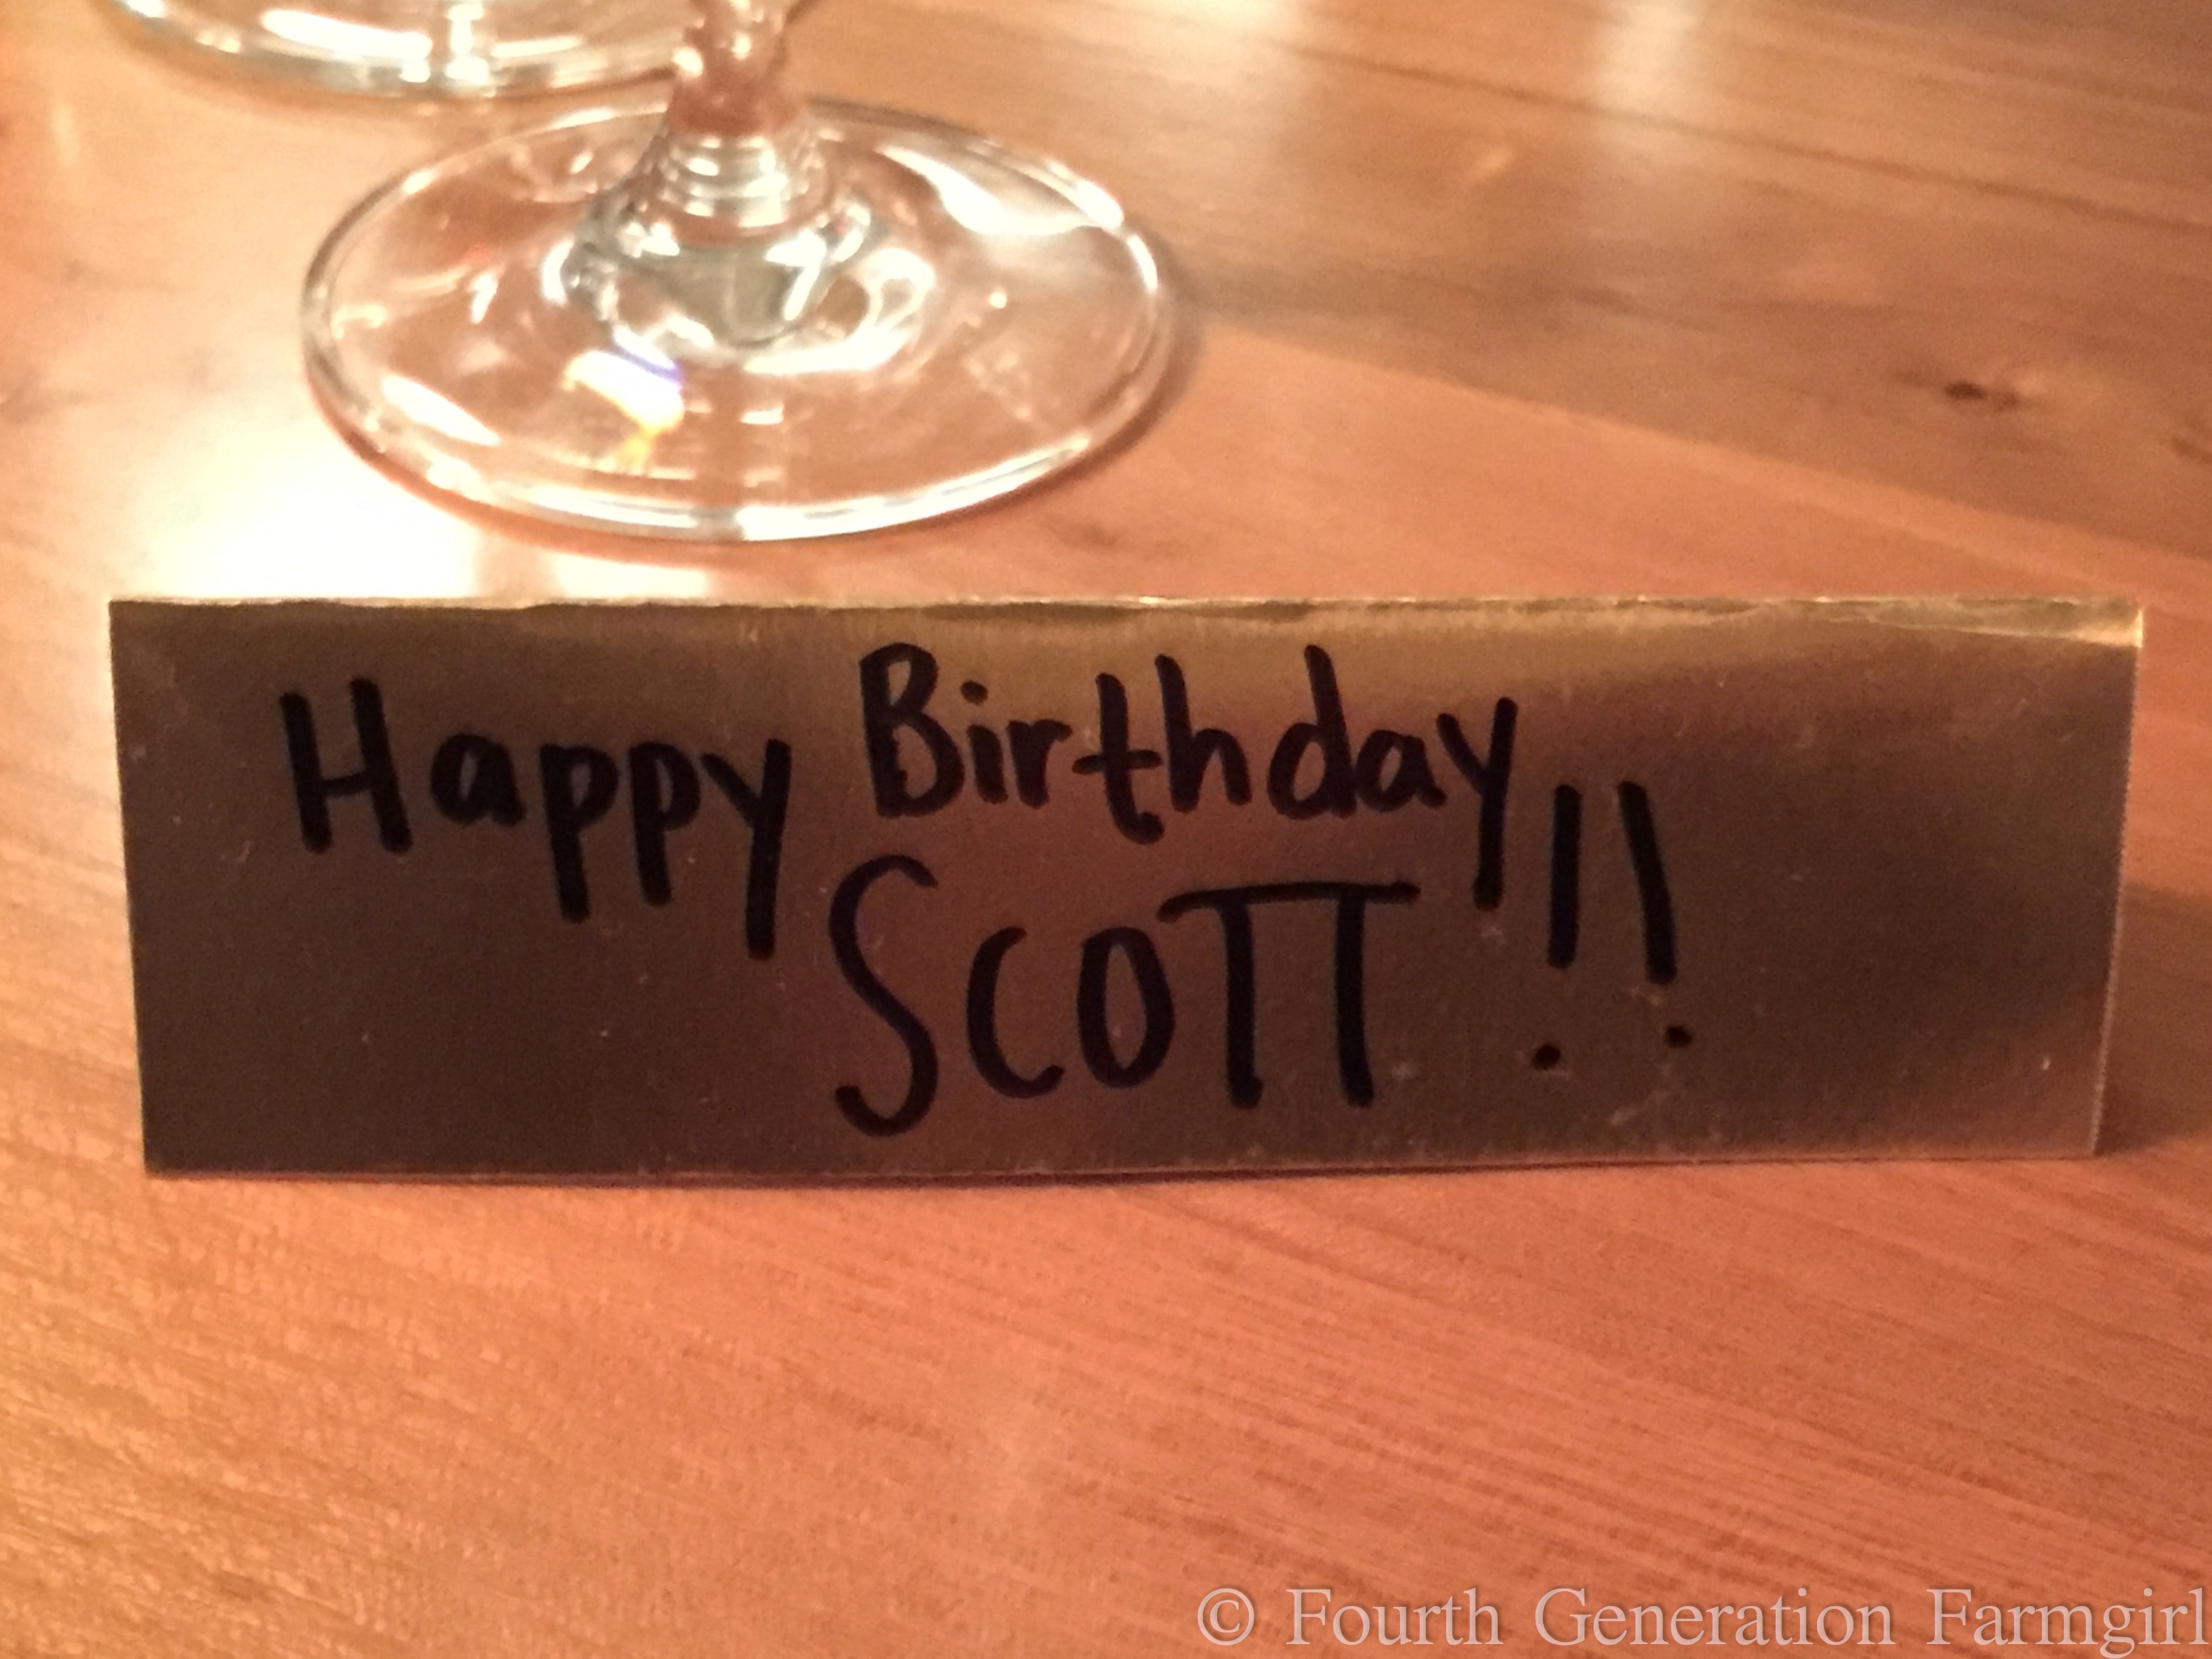 Happy Birthday!!
SCOTT
© Fourth Generation Farmgirl